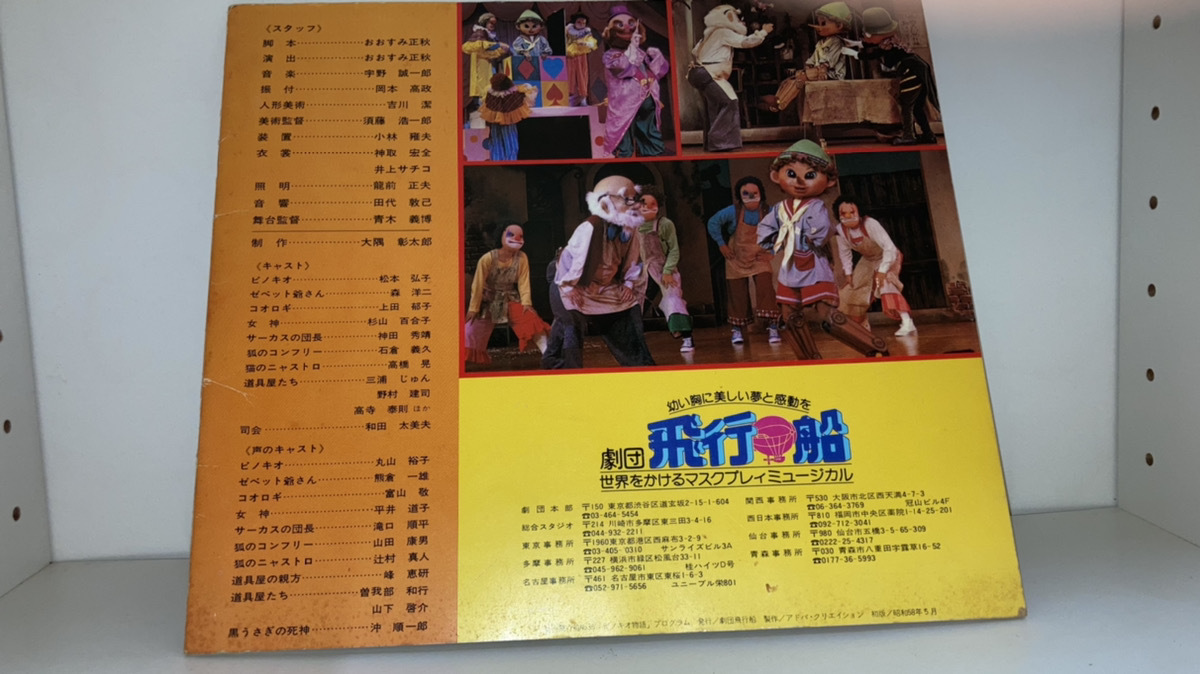 《スタッフ》
脚本……………おおすみ正秋
演出……………おおすみ正秋
音楽……………宇野 誠一郎
振付……………岡本 高政
人形美術……………吉川 潔
美術監督……………須藤 浩一郎
装置……………小林 穐夫
衣裳……………神取 宏全
井上サチコ
照明……………龍前 正夫
音響……………田代 敦己
舞台監督……………青木 義博
制作……………大隅 彰太郎
《キャスト》
ピノキオ……………松本 弘子
ゼペット爺さん……………森 洋二
コオロギ……………上田 郁子
女神……………杉山 百合子
サーカスの団長……………神田 秀靖
狐のコンフリー……………石倉 義久
猫のニャストロ……………高橋 晃
道具屋たち……………三浦 じゅん
野村 建司
高寺 泰則 ほか
司会……………和田 太美夫
《声のキャスト》
ピノキオ……………丸山 裕子
ゼペット爺さん……………熊倉 一雄
コオロギ……………富山 敬
女神……………平井 道子
サーカスの団長……………滝口 順平
狐のコンフリー……………山田 康男
狐のニャストロ……………辻村 真人
道具屋の親方……………峰 恵研
道具屋たち……………曽我部 和行
山下 啓介
黒うさぎの死神……………沖 順一郎
幼い胸に美しい夢と感動を
劇団 飛行船
世界をかけるマスクプレイミュージカル
劇団本部 〒150 東京都渋谷区道玄坂2-15-1-604
☎03-464-5454
総合スタジオ 〒214 川崎市多摩区東三田3-4-16
☎044-932-2211
東京事務所 〒106 東京都港区西麻布3-2-9
☎03-405-0310 サンライズビル3A
多摩事務所 〒227 横浜市緑区松風台33-11
☎045-962-9061 桂ハイツD号
名古屋事務所 〒461 名古屋市東区東桜1-6-3
☎052-971-5656 ユニーブル栄801
関西事務所 〒530 大阪市北区西天満4-7-3
☎06-364-3769 冠山ビル4F
西日本事務所 〒810 福岡市中央区薬院1-14-25-201
☎092-712-3041
仙台事務所 〒980 仙台市五橋3-5-65-309
☎0222-25-4317
青森事務所 〒030 青森市八重田字露草16-52
☎0177-36-5993
ピノキオ物語」プログラム 発行/劇団飛行船 製作/アドバ・クリエイション 初版/昭和58年5月